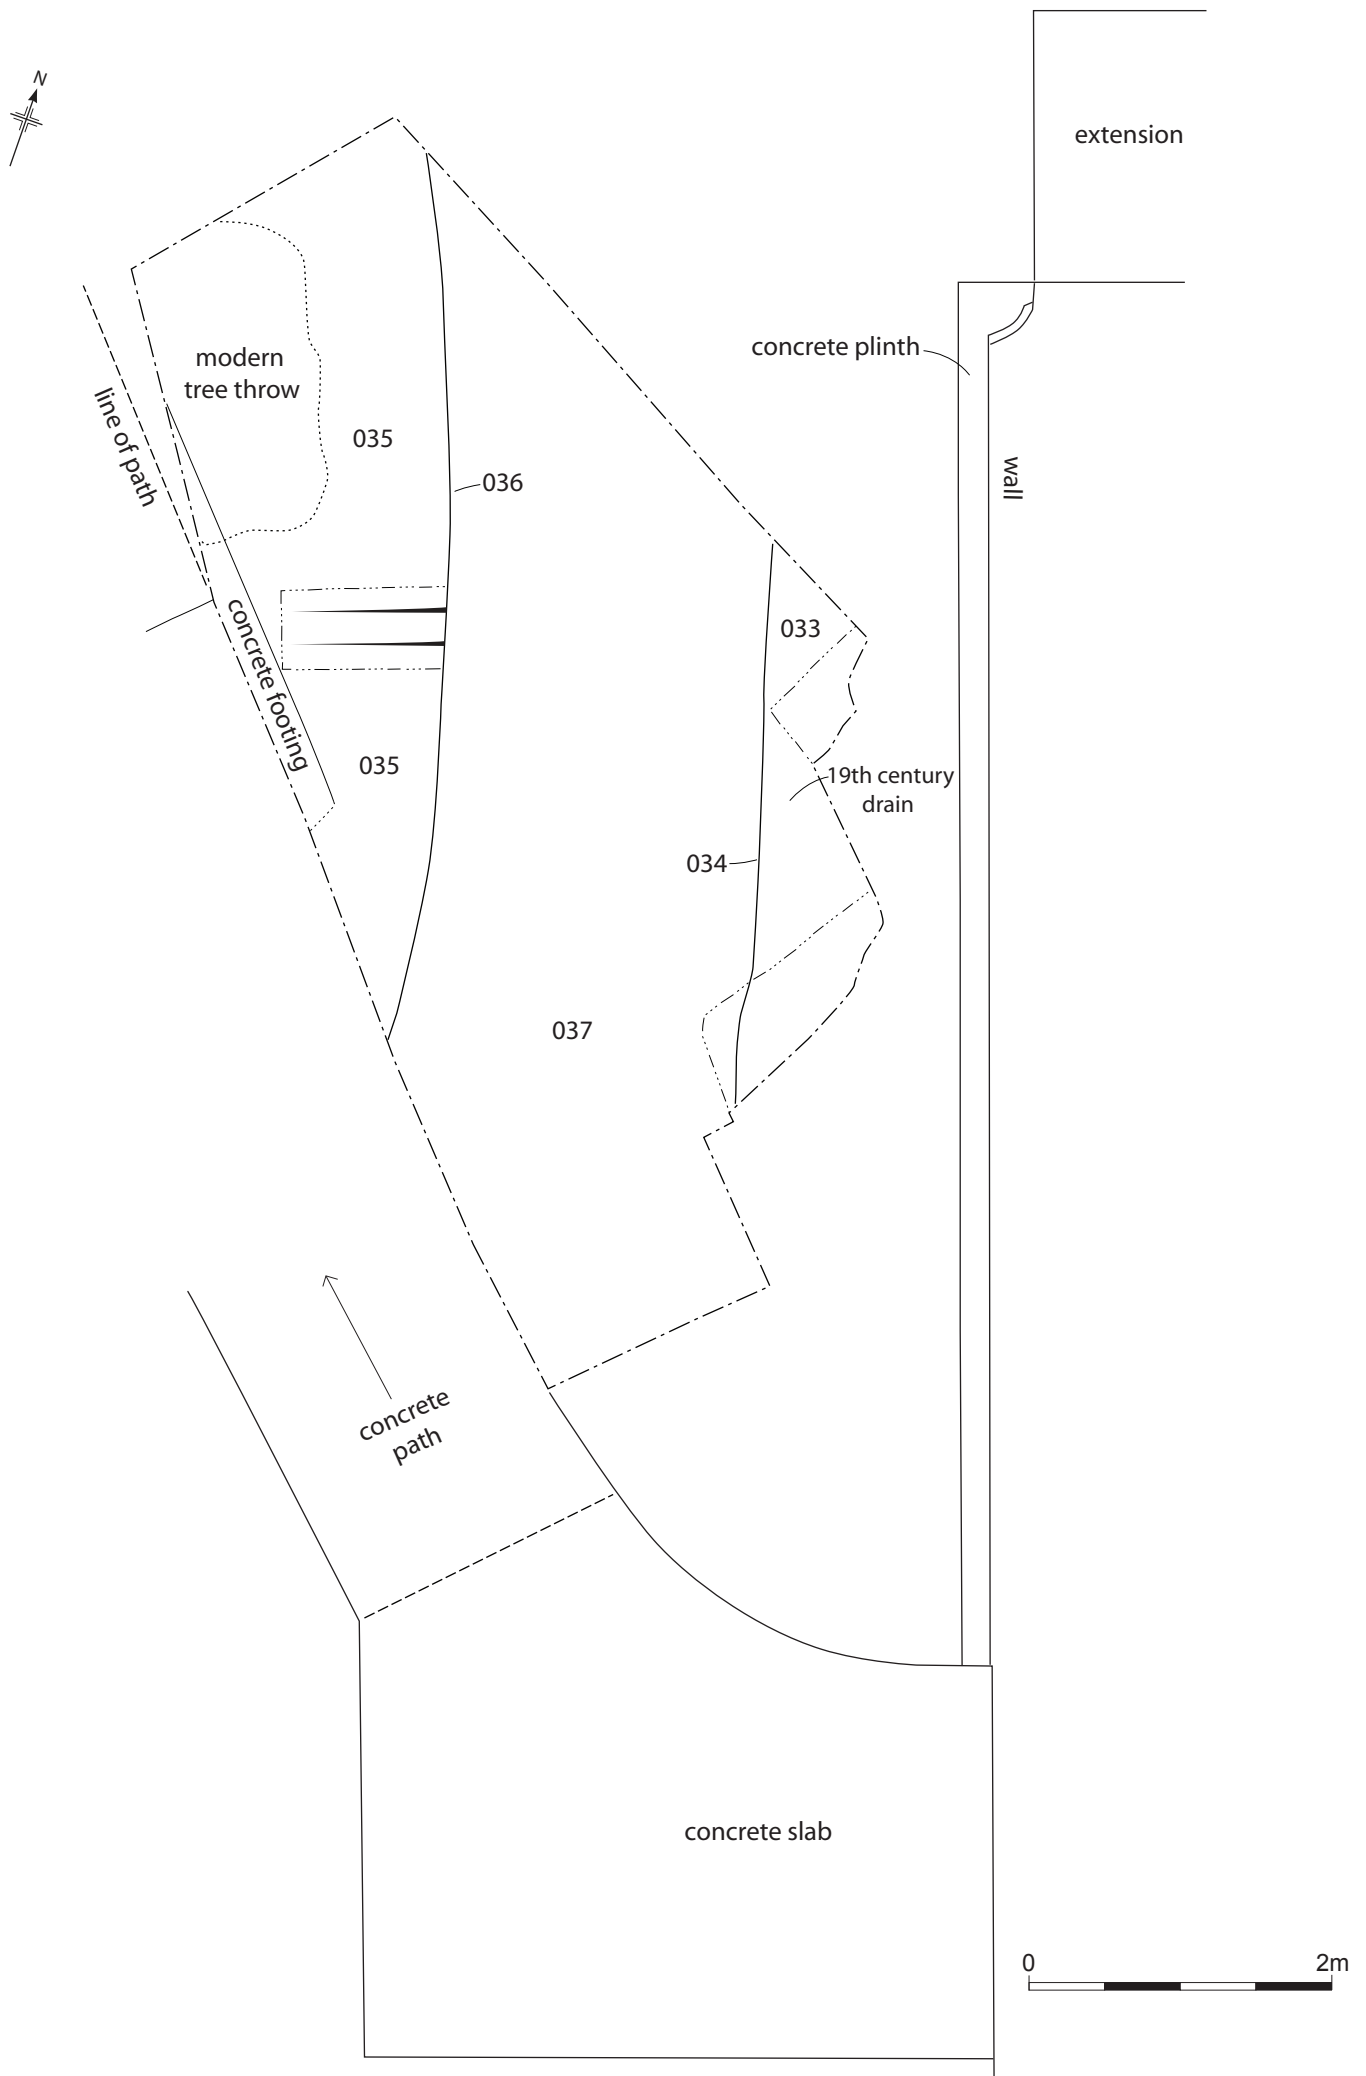 N
extension
concrete plinth
modern
tree throw
line of path
035
036
wall
concrete footing
033
035
19th century
drain
034
037
concrete
path
concrete slab
0
2m